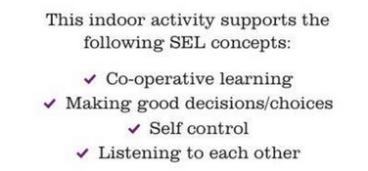 This indoor activity supports the
following SEL concepts:
✓ Co-operative learning
✓ Making good decisions/choices
✓ Self control
✓ Listening to each other